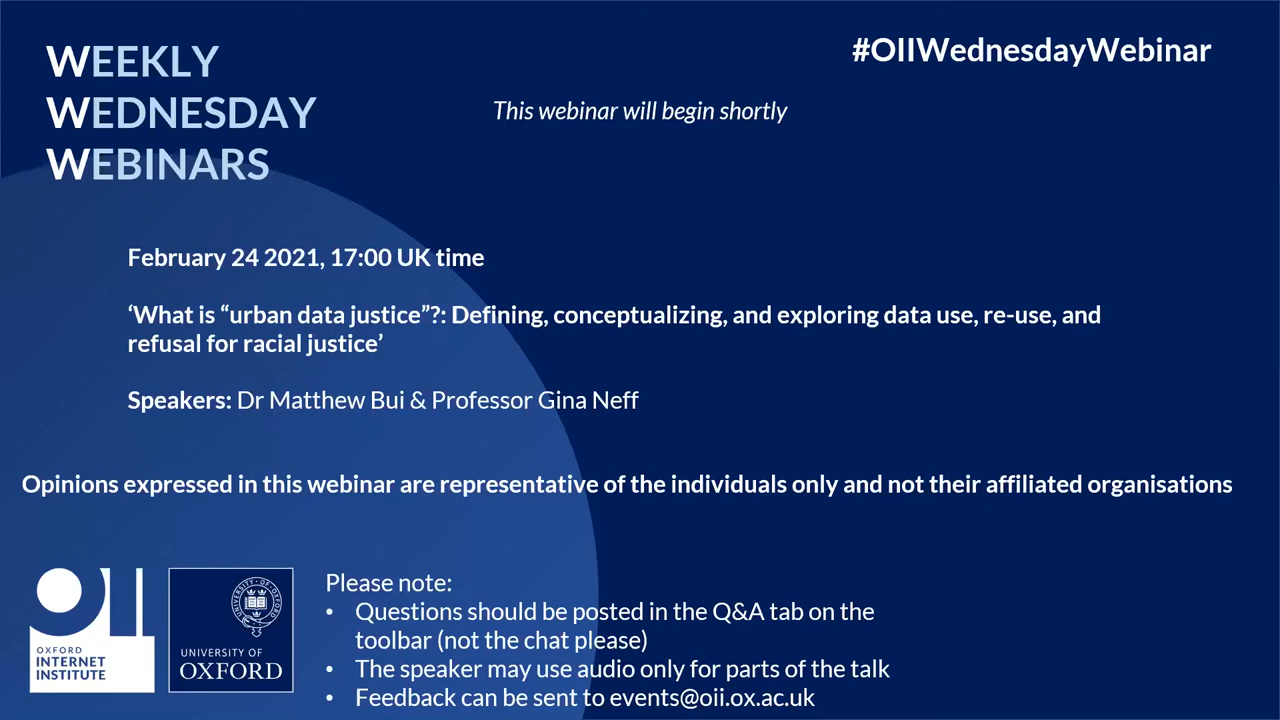 WEEKLY
WEDNESDAY
WEBINARS
#OIIWednesdayWebinar
This webinar will begin shortly
February 24 2021, 17:00 UK time
‘What is “urban data justice”?: Defining, conceptualizing, and exploring data use, re-use, and
refusal for racial justice’
Speakers: Dr Matthew Bui & Professor Gina Neff
Opinions expressed in this webinar are representative of the individuals only and not their affiliated organisations
oii
OXFORD
INTERNET
INSTITUTE
UNIVERSITY OF
OXFORD
Please note:
• Questions should be posted in the Q&A tab on the
toolbar (not the chat please)
• The speaker may use audio only for parts of the talk
• Feedback can be sent to events@oii.ox.ac.uk